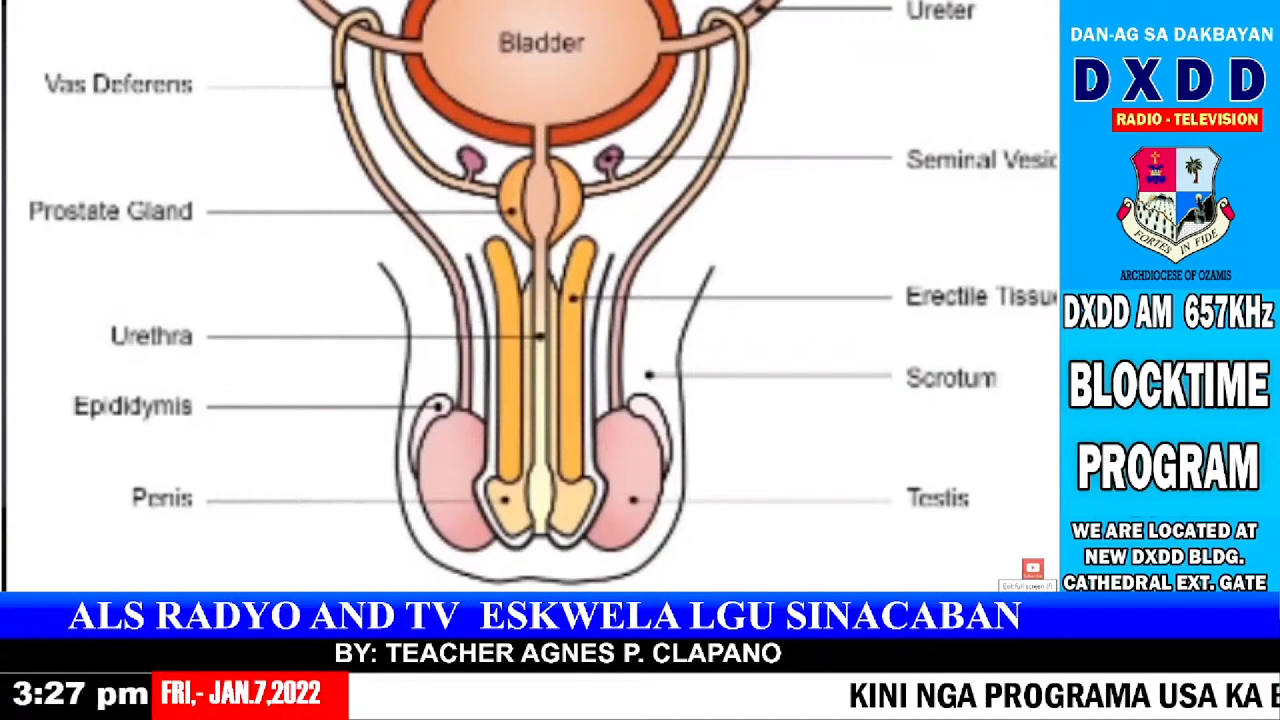 Ureter
Bladder
Vas Deferens
Prostate Gland
Seminal Vesic
Erectile Tissu
Urethra
Scrotum
Epididymis
Penis
Testis
Exit full screen (f)
DAN-AG SA DAKBAYAN
DXDD
RADIO - TELEVISION
FORTES IN FIDE
ARCHDIOCESE OF OZAMIS
DXDD AM 657KHz
BLOCKTIME
PROGRAM
WE ARE LOCATED AT
NEW DXDD BLDG.
CATHEDRAL EXT. GATE
ALS RADYO AND TV ESKWELA LGU SINACABAN
BY: TEACHER AGNES P. CLAPANO
3:27 pm FRI,- JAN.7,2022
KINI NGA PROGRAMA USA KA